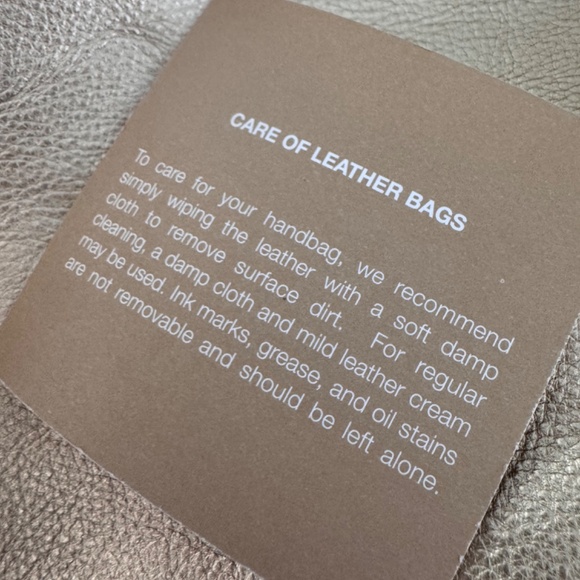 CARE OF LEATHER BAGS
To care for your handbag, we recommend
simply wiping the leather with a soft damp
cloth to remove surface dirt. For regular
cleaning, a damp cloth and mild leather cream
may be used. Ink marks, grease, and oil stains
are not removable and should be left alone.